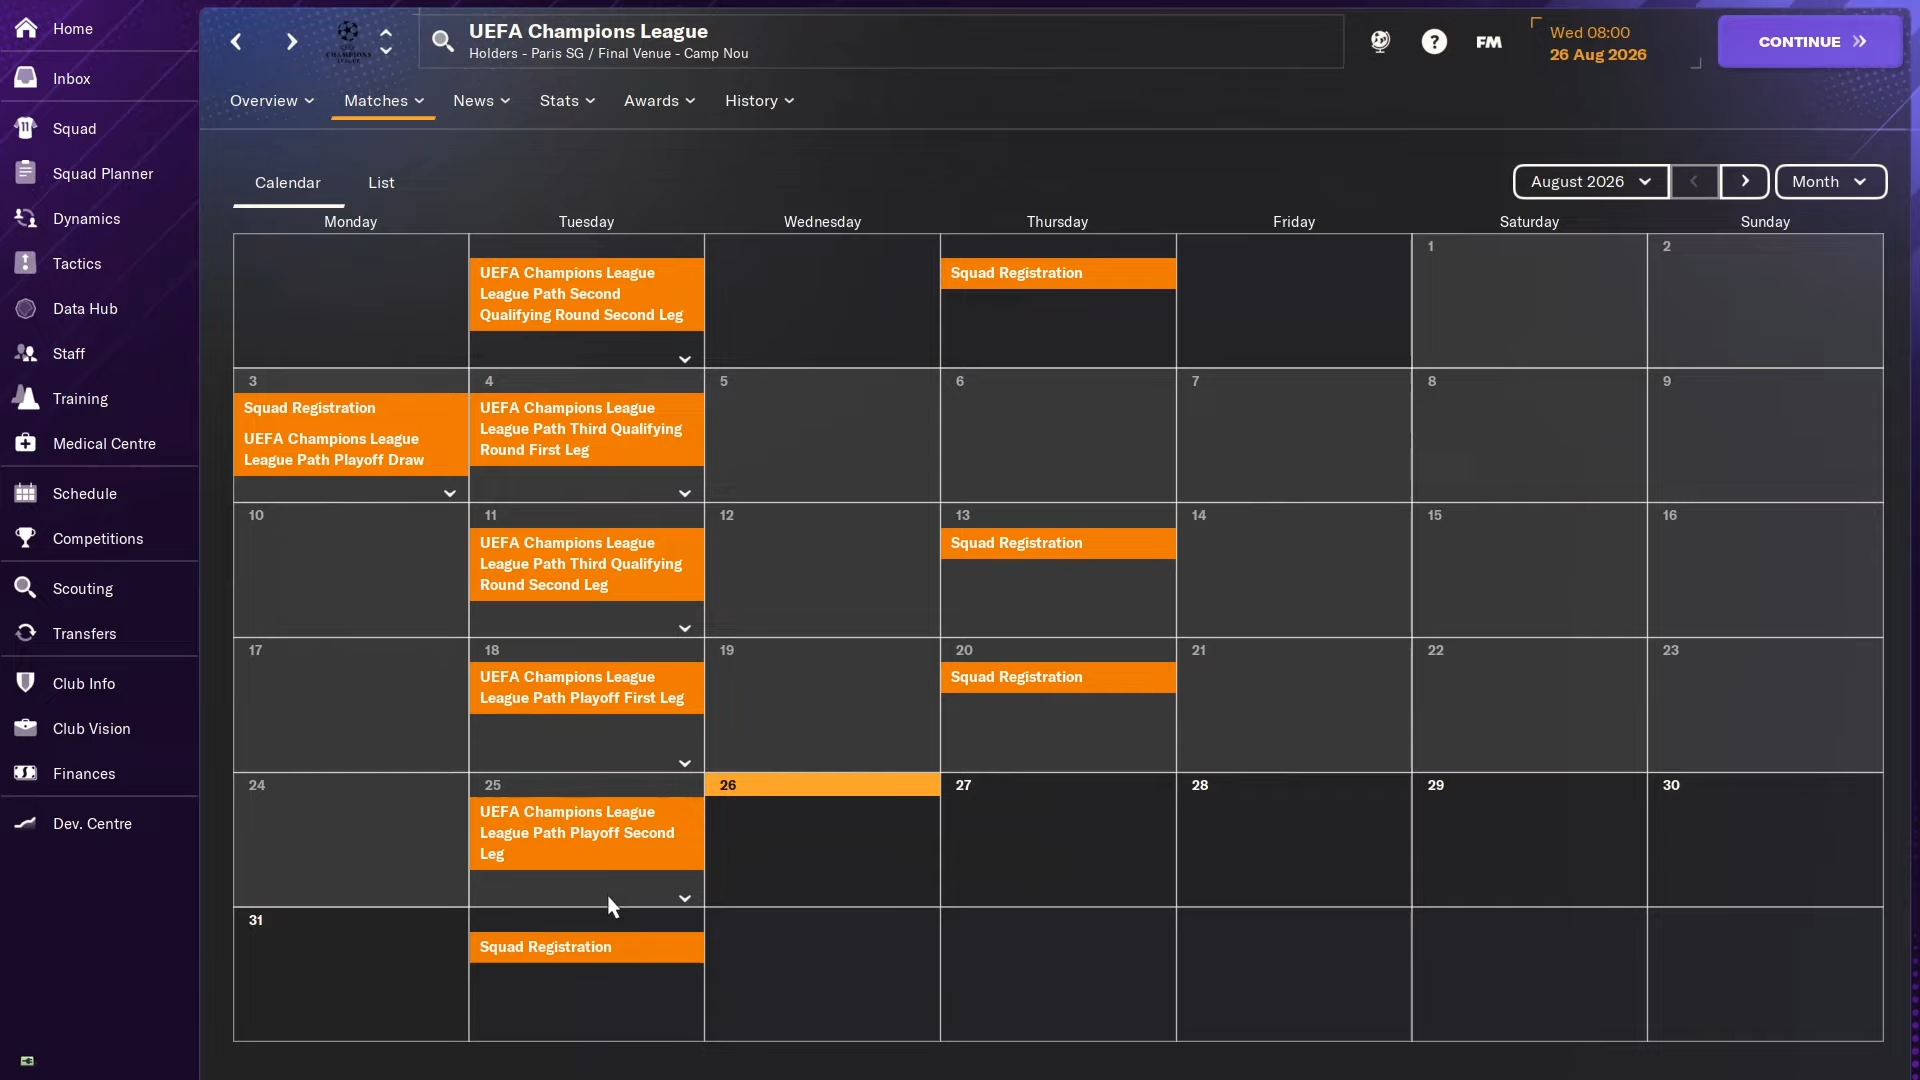 Home
Inbox
Squad
Squad Planner
Dynamics
Tactics
Data Hub
Staff
Training
Medical Centre
Schedule
Competitions
Scouting
Transfers
Club Info
Club Vision
Finances
Dev. Centre
UEFA Champions League
Holders - Paris SG / Final Venue - Camp Nou
?
FM
Wed 08:00
26 Aug 2026
CONTINUE
Overview
Matches
News
Stats
Awards
History
Calendar
List
August 2026
Month
Monday
Tuesday
Wednesday
Thursday
Friday
Saturday
Sunday
UEFA Champions League
League Path Second
Qualifying Round Second Leg
Squad Registration
1
2
3
Squad Registration
UEFA Champions League
League Path Playoff Draw
4
UEFA Champions League
League Path Third Qualifying
Round First Leg
5
6
7
8
9
10
11
UEFA Champions League
League Path Third Qualifying
Round Second Leg
12
13
Squad Registration
14
15
16
17
18
UEFA Champions League
League Path Playoff First Leg
19
20
Squad Registration
21
22
23
24
25
UEFA Champions League
League Path Playoff Second
Leg
26
27
28
29
30
31
Squad Registration